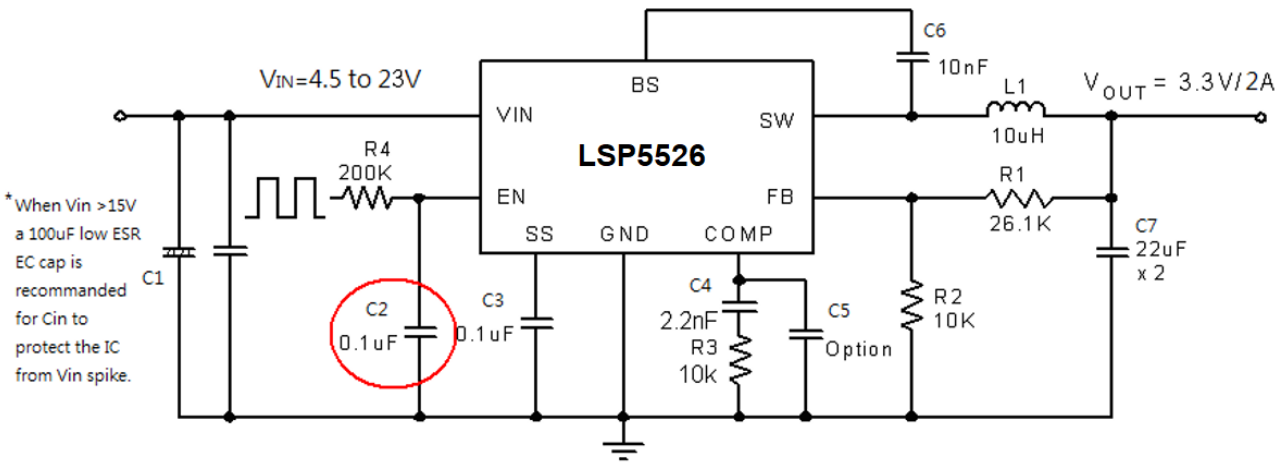 C6
10nF
VIN=4.5 to 23V
BS
L1
10uH
VOUT = 3.3V/2A
VIN
SW
LSP5526
R4
200K
EN
FB
R1
26.1K
*When Vin >15V
a 100uF low ESR
EC cap is
recommanded
for Cin to
protect the IC
from Vin spike.
C1
SS
GND
COMP
C7
22uF
x 2
C2
0.1uF
C3
0.1uF
C4
2.2nF
R3
10k
C5
Option
R2
10K